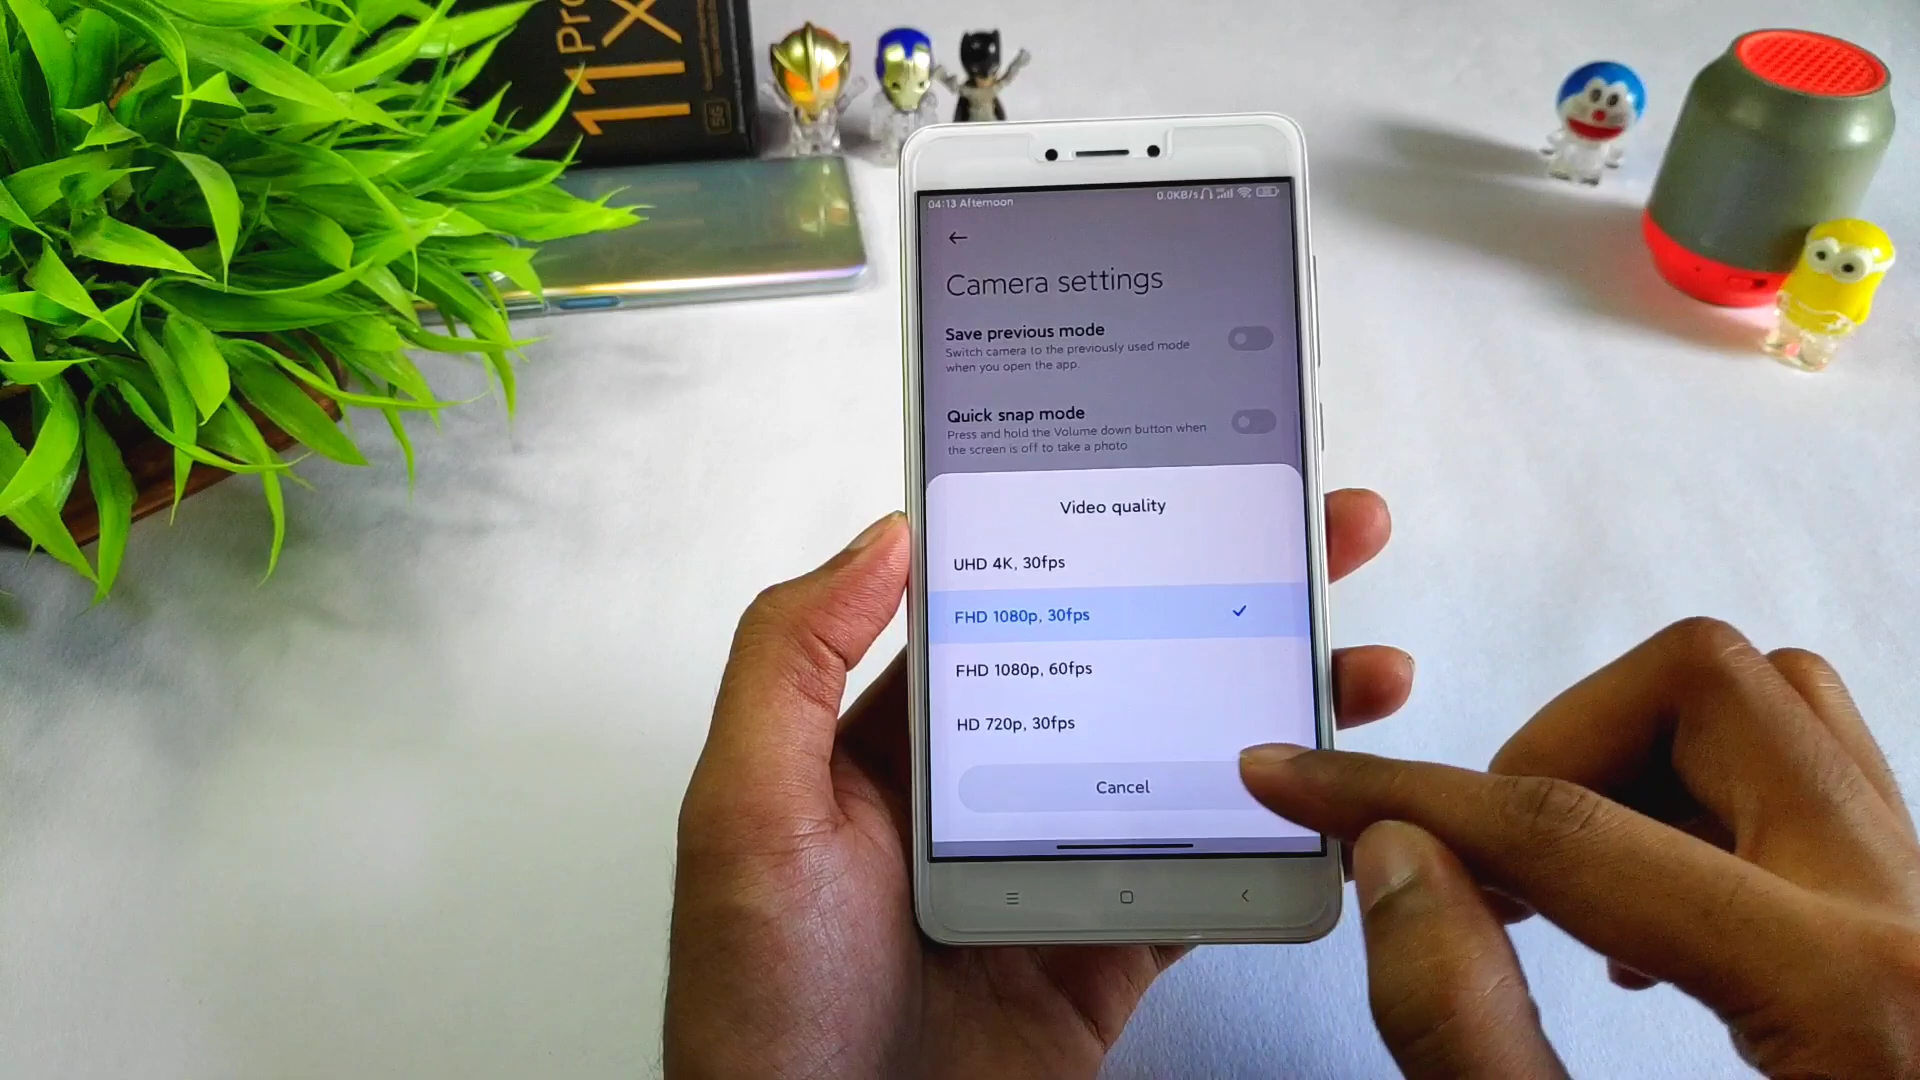 11X Pro
5G
04:13 Afternoon
0.0KB/s
Camera settings
Save previous mode
Switch camera to the previously used mode
when you open the app.
Quick snap mode
Press and hold the Volume down button when
the screen is off to take a photo
Video quality
UHD 4K, 30fps
FHD 1080p, 30fps
FHD 1080p, 60fps
HD 720p, 30fps
Cancel